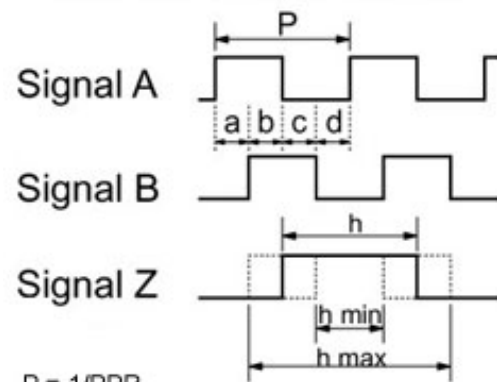 P
Signal A
a b c d
Signal B
h
Signal Z
h min
h max